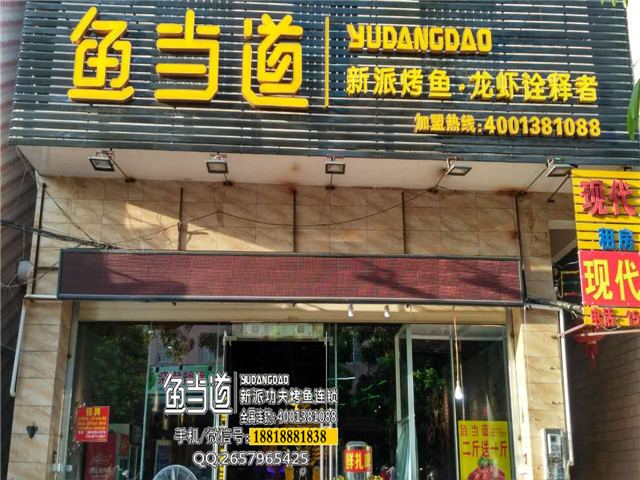 鱼当道
YUDANGDAO
新派烤鱼·龙虾诠释者
加盟热线:4001381088
现代
租房
现代
鱼当道
YUDANGDAO
新派功夫烤鱼连锁
全国连锁:4001381088
手机/微信号:18818881838
QQ:2657965425
鱼当道
二斤送一斤
鲜扎啤